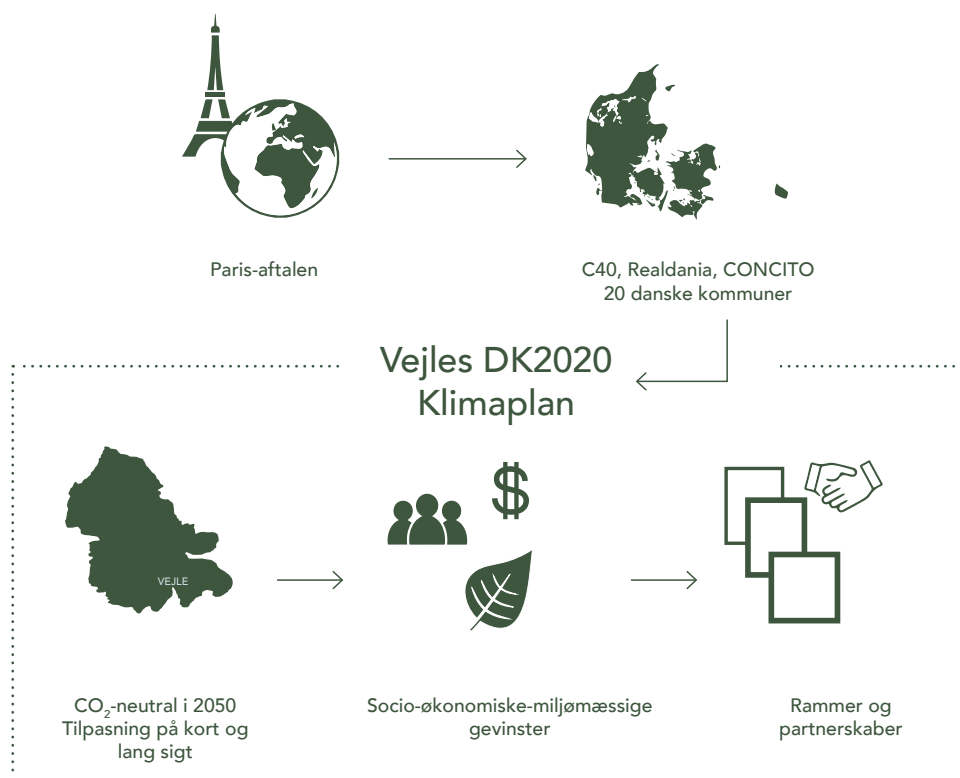 Paris-aftalen
C40, Realdania, CONCITO
20 danske kommuner
Vejles DK2020
Klimaplan
VEJLE
$
CO₂-neutral i 2050
Tilpasning på kort og
lang sigt
Socio-økonomiske-miljømæssige
gevinster
Rammer og
partnerskaber